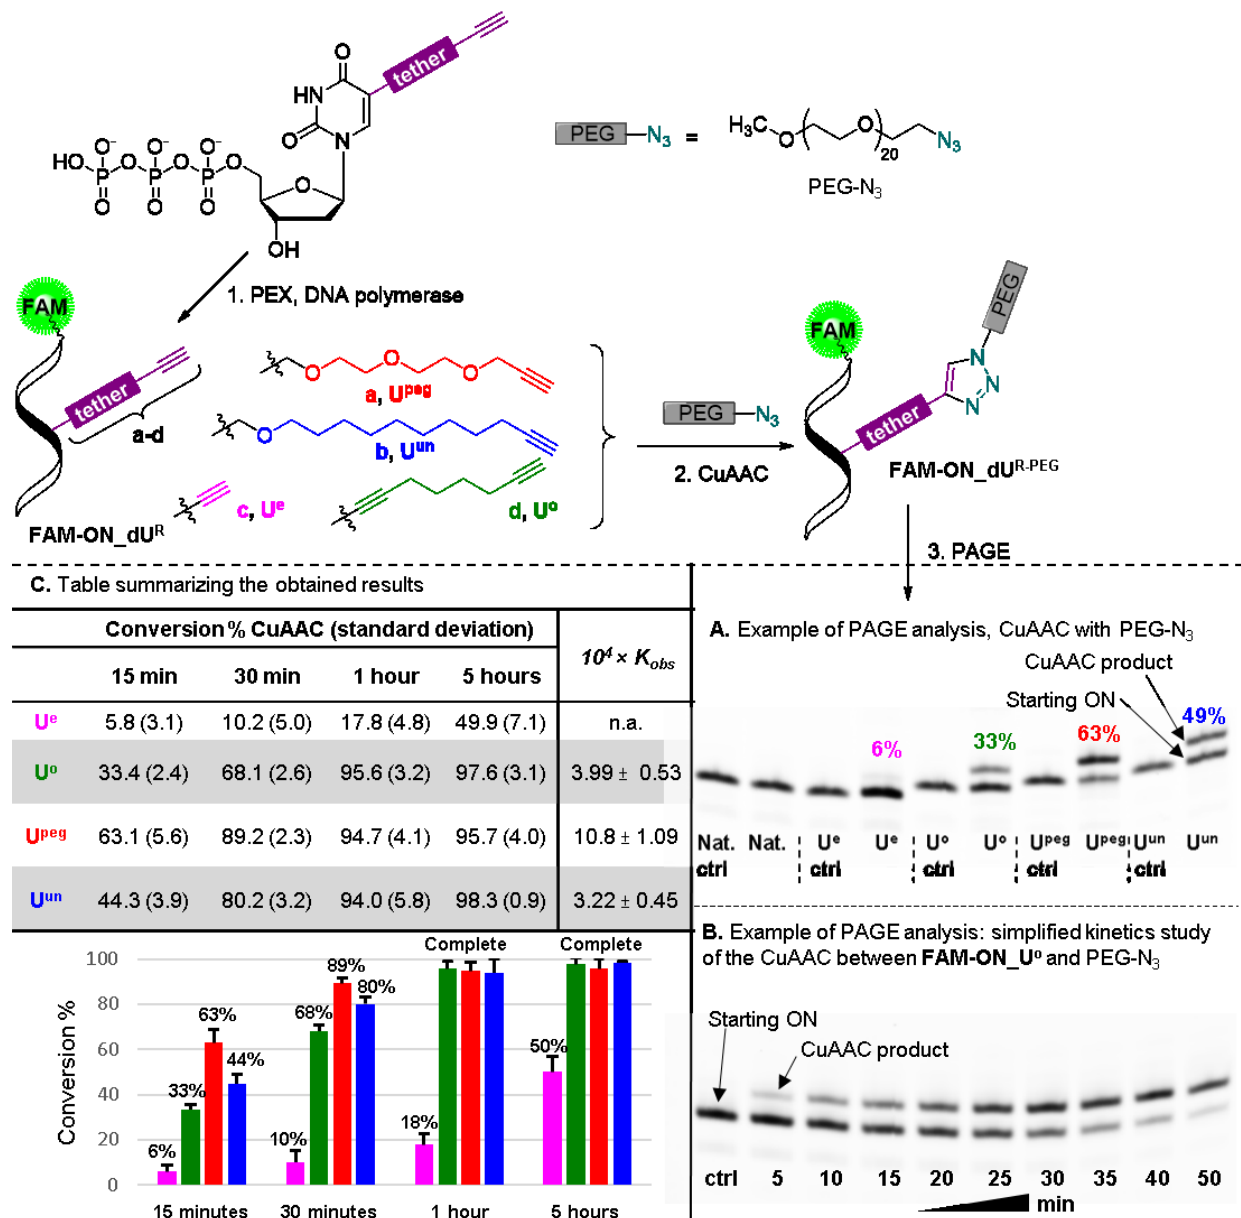 tether
O
HN
O
N
O⁻ O⁻ O⁻
HO P O P O P O
O O O
O
OH
PEG N₃ = H₃C O ( O ) 20 N₃
PEG-N₃
1. PEX, DNA polymerase
FAM
tether
a-d
FAM-ON_dUᴿ
O O O
a, Uᵖᵉᵍ
O
b, Uᵘⁿ
c, Uᵉ
d, Uᵒ
PEG N₃
2. CuAAC
FAM
PEG
N
N
N
tether
FAM-ON_dUᴿ⁻ᴾᴱᴳ
3. PAGE
C. Table summarizing the obtained results
Conversion % CuAAC (standard deviation) 10⁴ × K_obs
15 min 30 min 1 hour 5 hours
Uᵉ 5.8 (3.1) 10.2 (5.0) 17.8 (4.8) 49.9 (7.1) n.a.
Uᵒ 33.4 (2.4) 68.1 (2.6) 95.6 (3.2) 97.6 (3.1) 3.99 ± 0.53
Uᵖᵉᵍ 63.1 (5.6) 89.2 (2.3) 94.7 (4.1) 95.7 (4.0) 10.8 ± 1.09
Uᵘⁿ 44.3 (3.9) 80.2 (3.2) 94.0 (5.8) 98.3 (0.9) 3.22 ± 0.45
Conversion %
100
80
60
40
20
0
6% 33% 63% 44%
10% 68% 89% 80%
18% Complete
50% Complete
15 minutes 30 minutes 1 hour 5 hours
A. Example of PAGE analysis, CuAAC with PEG-N₃
CuAAC product
Starting ON
6% 33% 63% 49%
Nat. Nat. Uᵉ Uᵉ Uᵒ Uᵒ Uᵖᵉᵍ Uᵖᵉᵍ Uᵘⁿ Uᵘⁿ
ctrl ctrl ctrl ctrl ctrl
B. Example of PAGE analysis: simplified kinetics study
of the CuAAC between FAM-ON_Uᵒ and PEG-N₃
Starting ON
CuAAC product
ctrl 5 10 15 20 25 30 35 40 50
min